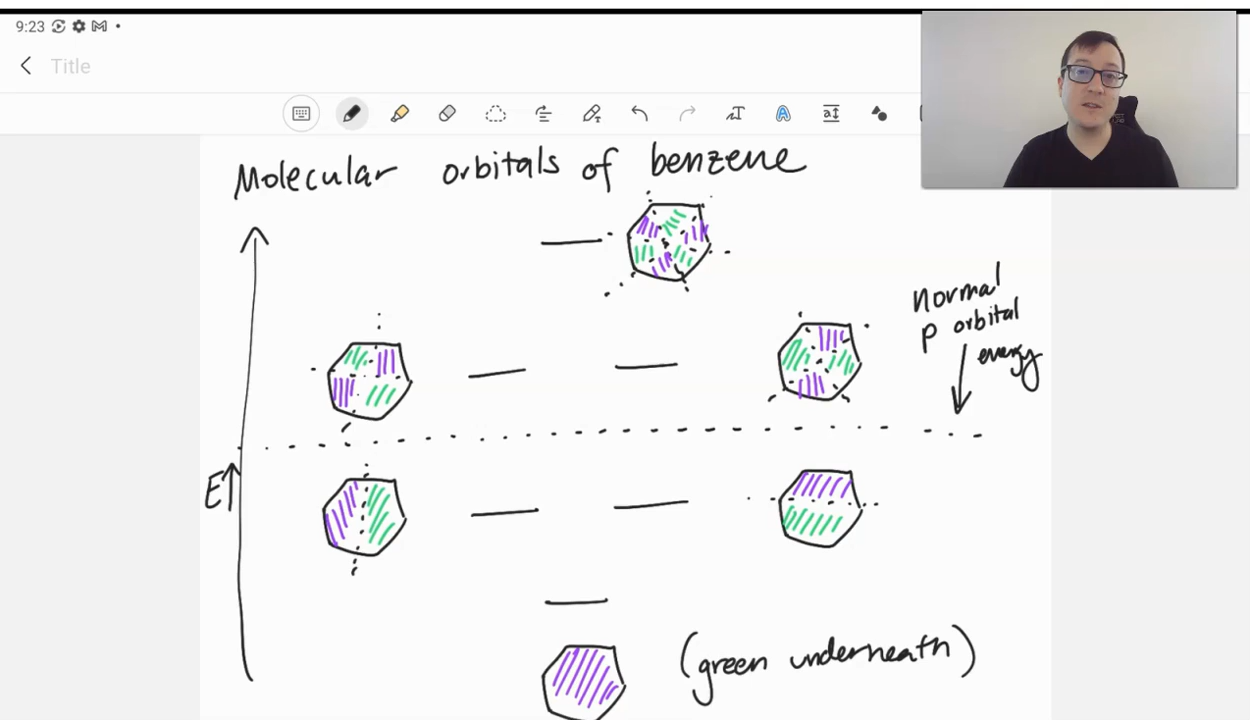 9:23
Title
Molecular orbitals of benzene
normal
p orbital
energy
E↑
(green underneath)